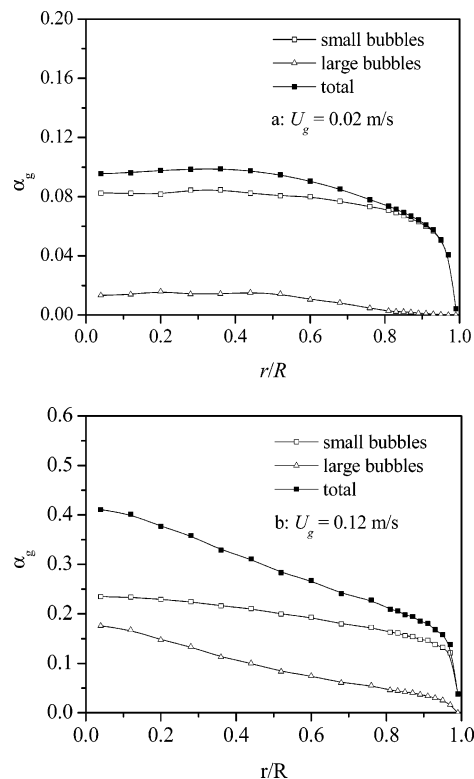 0.20
small bubbles
large bubbles
total
0.16
a: U_g = 0.02 m/s
0.12
α_g
0.08
0.04
0.00
0.0 0.2 0.4 0.6 0.8 1.0
r/R
0.6
small bubbles
large bubbles
total
0.5
b: U_g = 0.12 m/s
0.4
α_g
0.3
0.2
0.1
0.0
0.0 0.2 0.4 0.6 0.8 1.0
r/R